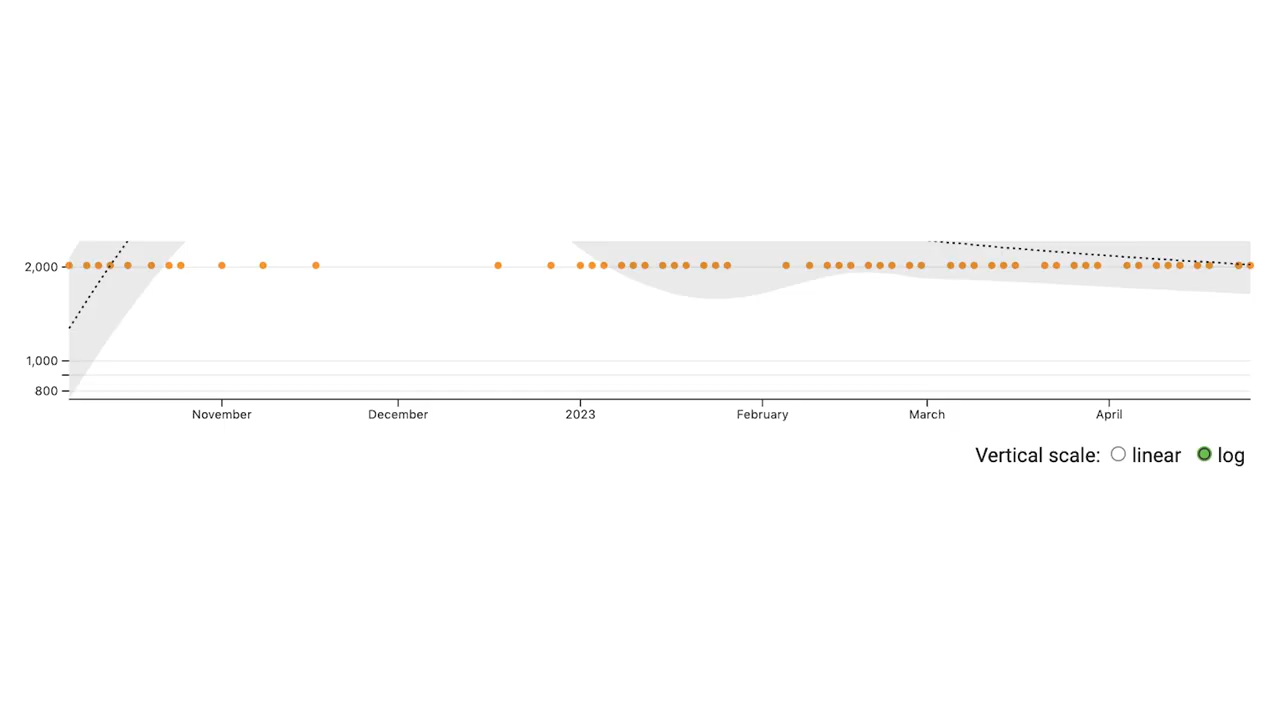 2,000
1,000
800
November December 2023 February March April
Vertical scale: linear log